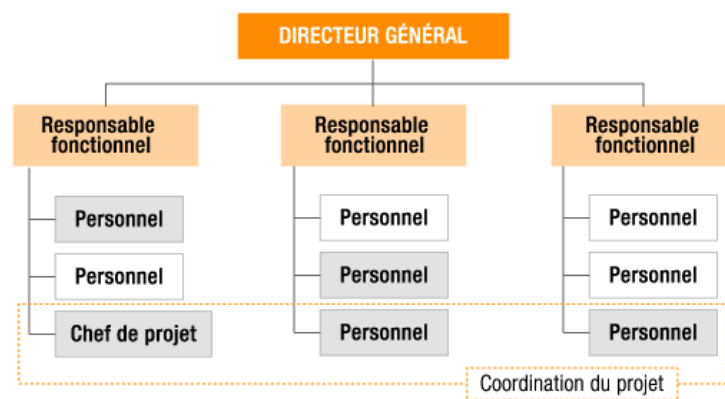 DIRECTEUR GÉNÉRAL
Responsable
fonctionnel
Responsable
fonctionnel
Responsable
fonctionnel
Personnel
Personnel
Personnel
Personnel
Personnel
Personnel
Chef de projet
Personnel
Personnel
Coordination du projet